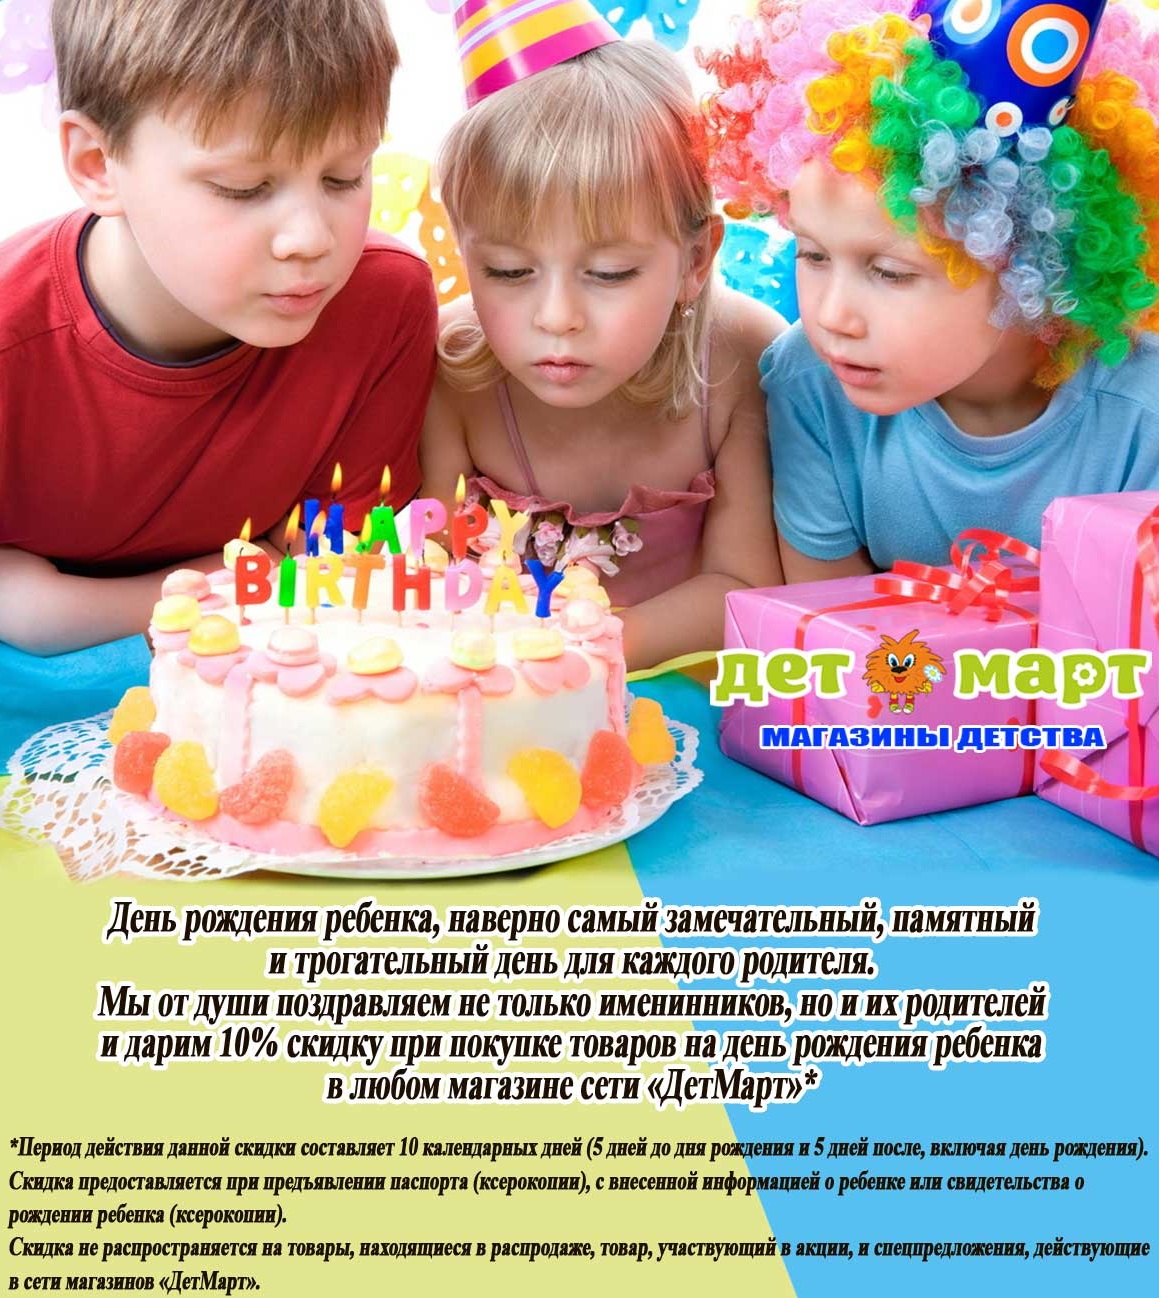 HAPPY
BIRTHDAY
дет март
МАГАЗИНЫ ДЕТСТВА
День рождения ребенка, наверно самый замечательный, памятный
и трогательный день для каждого родителя.
Мы от души поздравляем не только именинников, но и их родителей
и дарим 10% скидку при покупке товаров на день рождения ребенка
в любом магазине сети «ДетМарт»*
*Период действия данной скидки составляет 10 календарных дней (5 дней до дня рождения и 5 дней после, включая день рождения).
Скидка предоставляется при предъявлении паспорта (ксерокопии), с внесенной информацией о ребенке или свидетельства о
рождении ребенка (ксерокопии).
Скидка не распространяется на товары, находящиеся в распродаже, товар, участвующий в акции, и спецпредложения, действующие
в сети магазинов «ДетМарт».